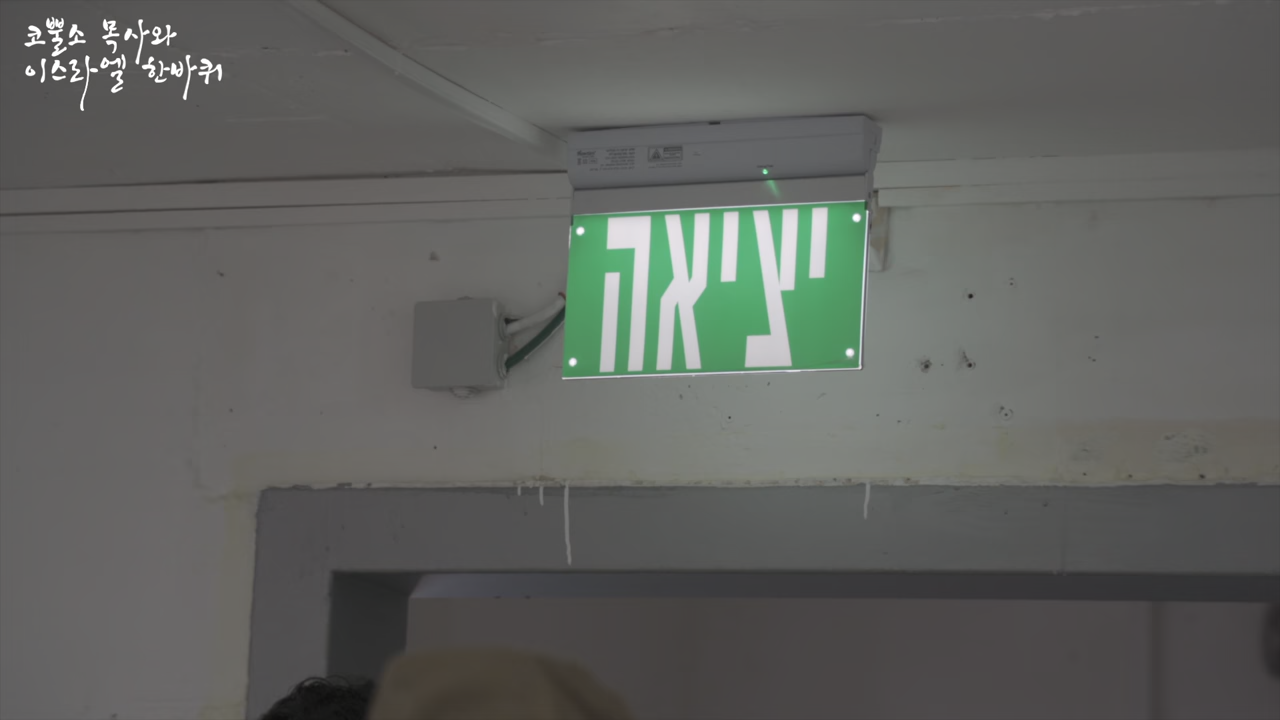 코뿔소 목사와
이스라엘 한바퀴
יציאה